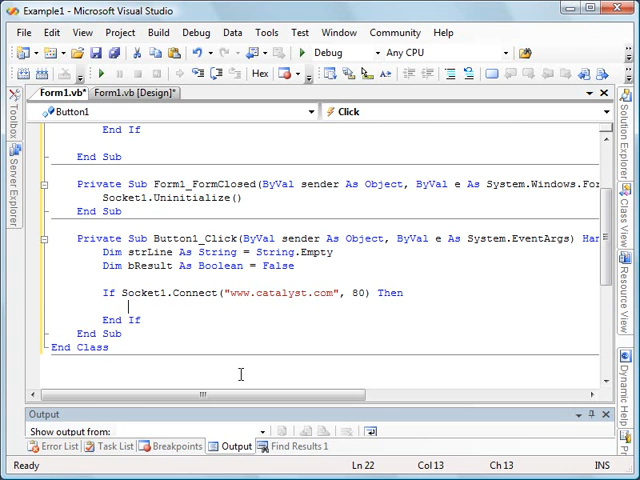 Example1 - Microsoft Visual Studio
File Edit View Project Build Debug Data Tools Test Window Community Help
Debug Any CPU
Hex
Form1.vb* Form1.vb [Design]*
Button1 Click
Toolbox
Server Explorer
End If
End Sub
Private Sub Form1_FormClosed(ByVal sender As Object, ByVal e As System.Windows.Fo
Socket1.Uninitialize()
End Sub
Private Sub Button1_Click(ByVal sender As Object, ByVal e As System.EventArgs) Han
Dim strLine As String = String.Empty
Dim bResult As Boolean = False
If Socket1.Connect("www.catalyst.com", 80) Then
End If
End Sub
End Class
Solution Explorer
Class View
Resource View
Dynamic Help
Output
Show output from:
Error List Task List Breakpoints Output Find Results 1
Ready Ln 22 Col 13 Ch 13 INS